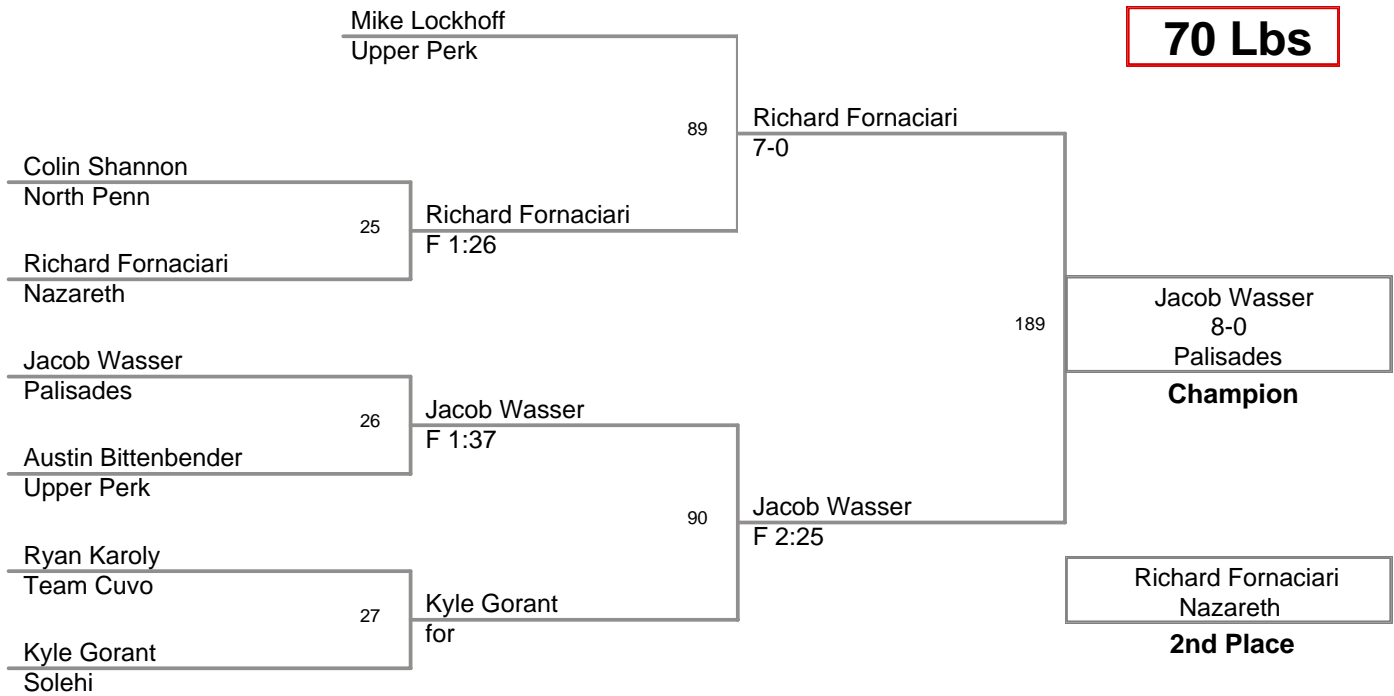 Mike Lockhoff
Upper Perk
70 Lbs
89
Richard Fornaciari
7-0
Colin Shannon
North Penn
25
Richard Fornaciari
F 1:26
Richard Fornaciari
Nazareth
189
Jacob Wasser
8-0
Palisades
Champion
Jacob Wasser
Palisades
26
Jacob Wasser
F 1:37
Austin Bittenbender
Upper Perk
90
Jacob Wasser
F 2:25
Ryan Karoly
Team Cuvo
27
Kyle Gorant
for
Kyle Gorant
Solehi
Richard Fornaciari
Nazareth
2nd Place